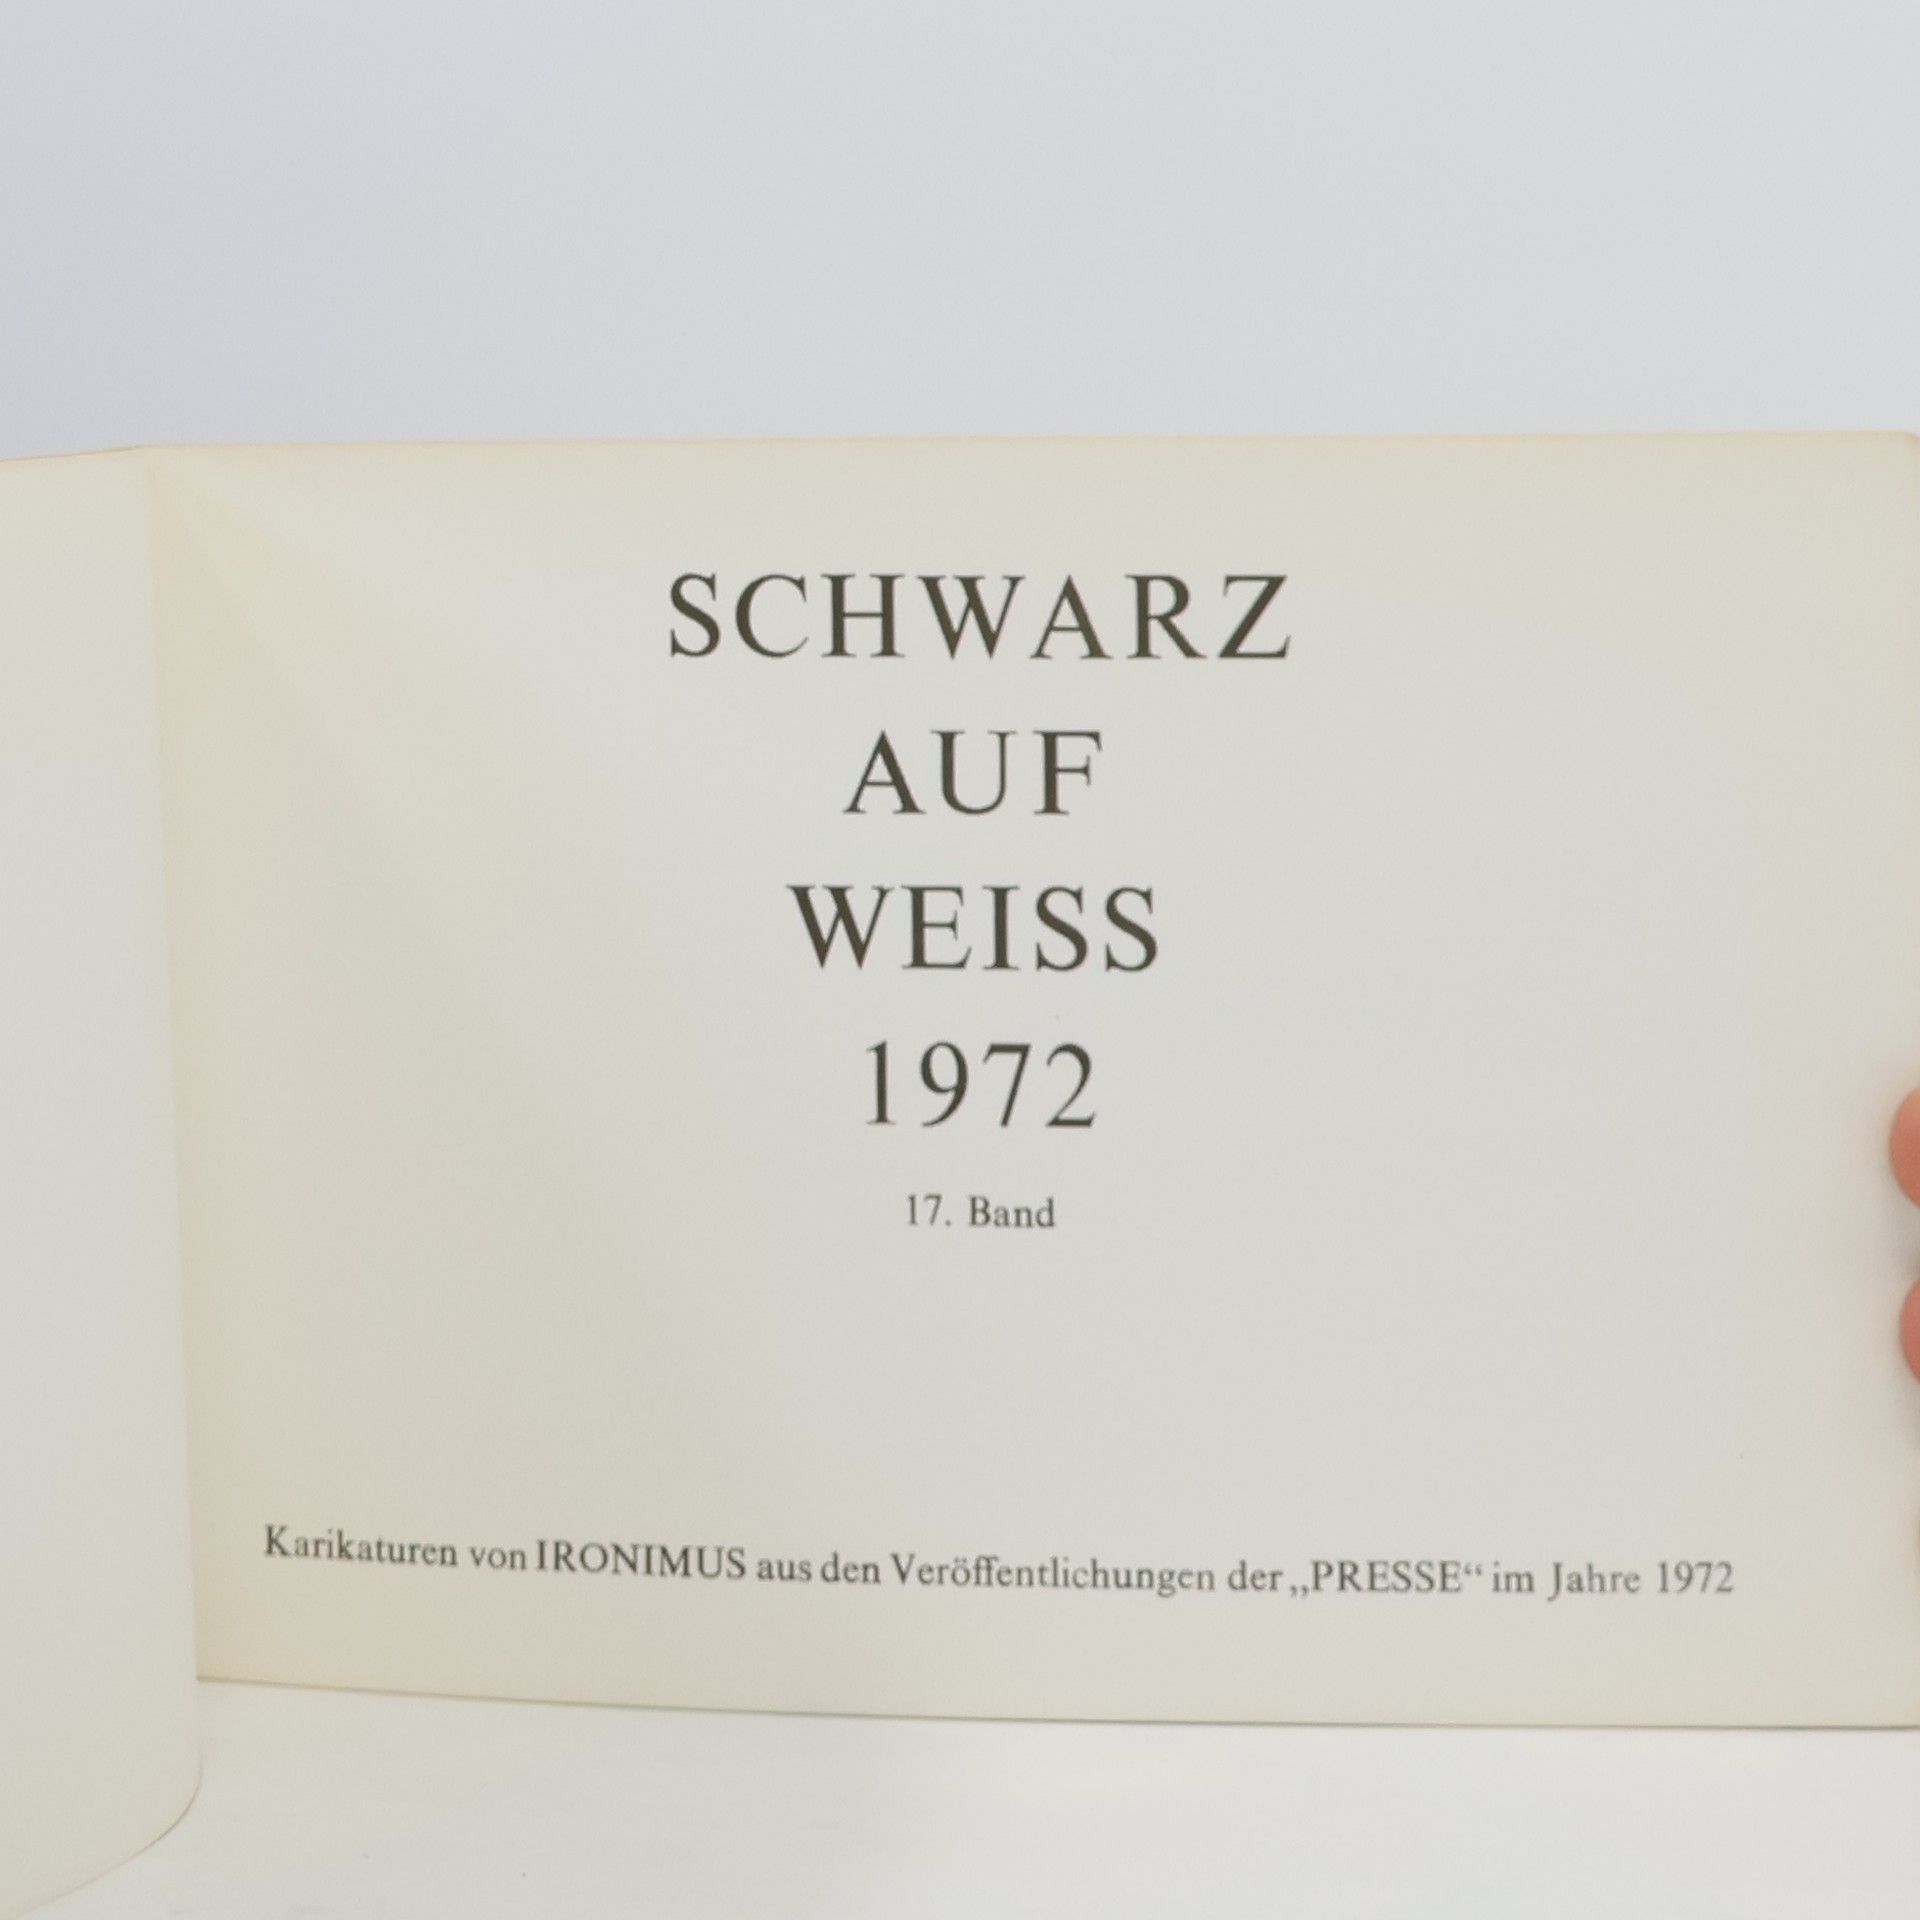 SCHWARZ
AUF
WEISS
1972
17. Band
Karikaturen von IRONIMUS aus den Veröffentlichungen der „PRESSE“ im Jahre 1972